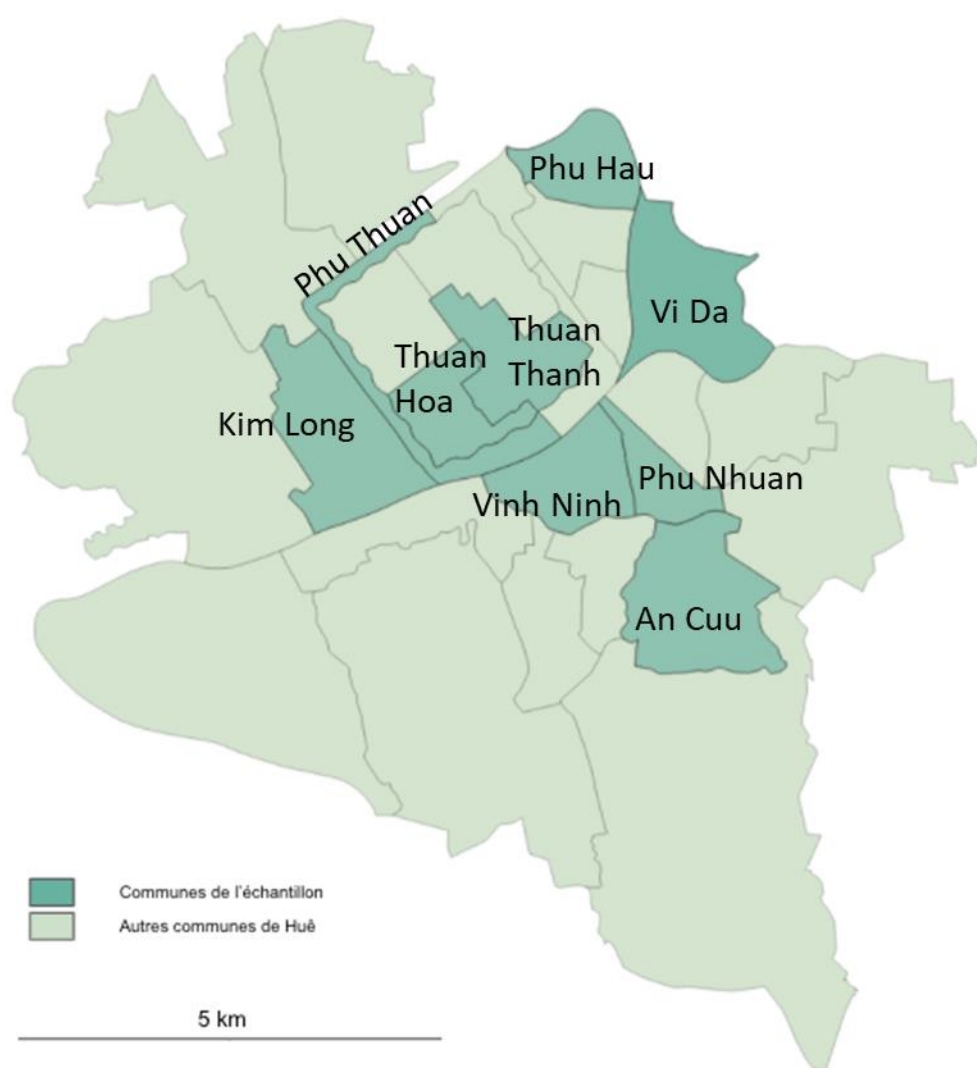 Phu Hau
Phu Thuan
Vi Da
Thuan
Thanh
Thuan
Hoa
Kim Long
Phu Nhuan
Vinh Ninh
An Cuu
Communes de l'échantillon
Autres communes de Huê
5 km